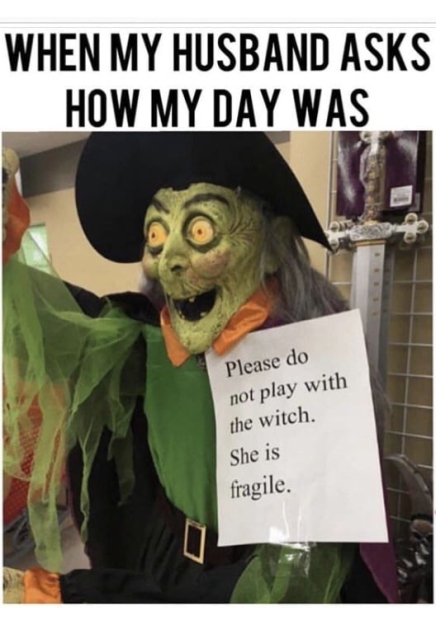 WHEN MY HUSBAND ASKS
HOW MY DAY WAS
Please do
not play with
the witch.
She is
fragile.